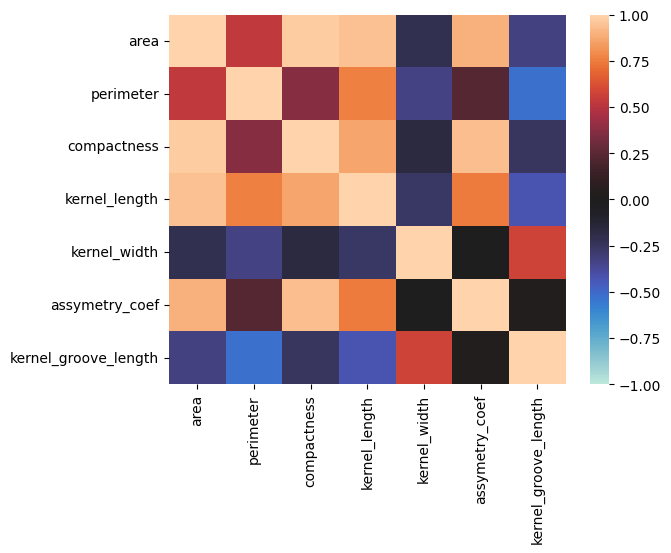 area
perimeter
compactness
kernel_length
kernel_width
assymetry_coef
kernel_groove_length
area
perimeter
compactness
kernel_length
kernel_width
assymetry_coef
kernel_groove_length
1.00
0.75
0.50
0.25
0.00
−0.25
−0.50
−0.75
−1.00